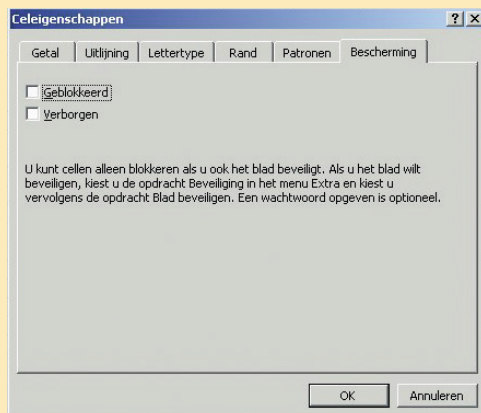 Celeigenschappen
Getal Uitlijning Lettertype Rand Patronen Bescherming
Geblokkeerd
Verborgen
U kunt cellen alleen blokkeren als u ook het blad beveiligt. Als u het blad wilt
beveiligen, kiest u de opdracht Beveiliging in het menu Extra en kiest u
vervolgens de opdracht Blad beveiligen. Een wachtwoord opgeven is optioneel.
OK Annuleren